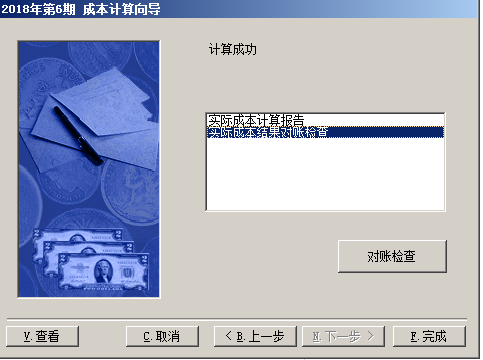 2018年第6期 成本计算向导
计算成功
实际成本计算报告
实际成本结果对账检查
对账检查
V.查看
C.取消
< B.上一步
N.下一步 >
F.完成